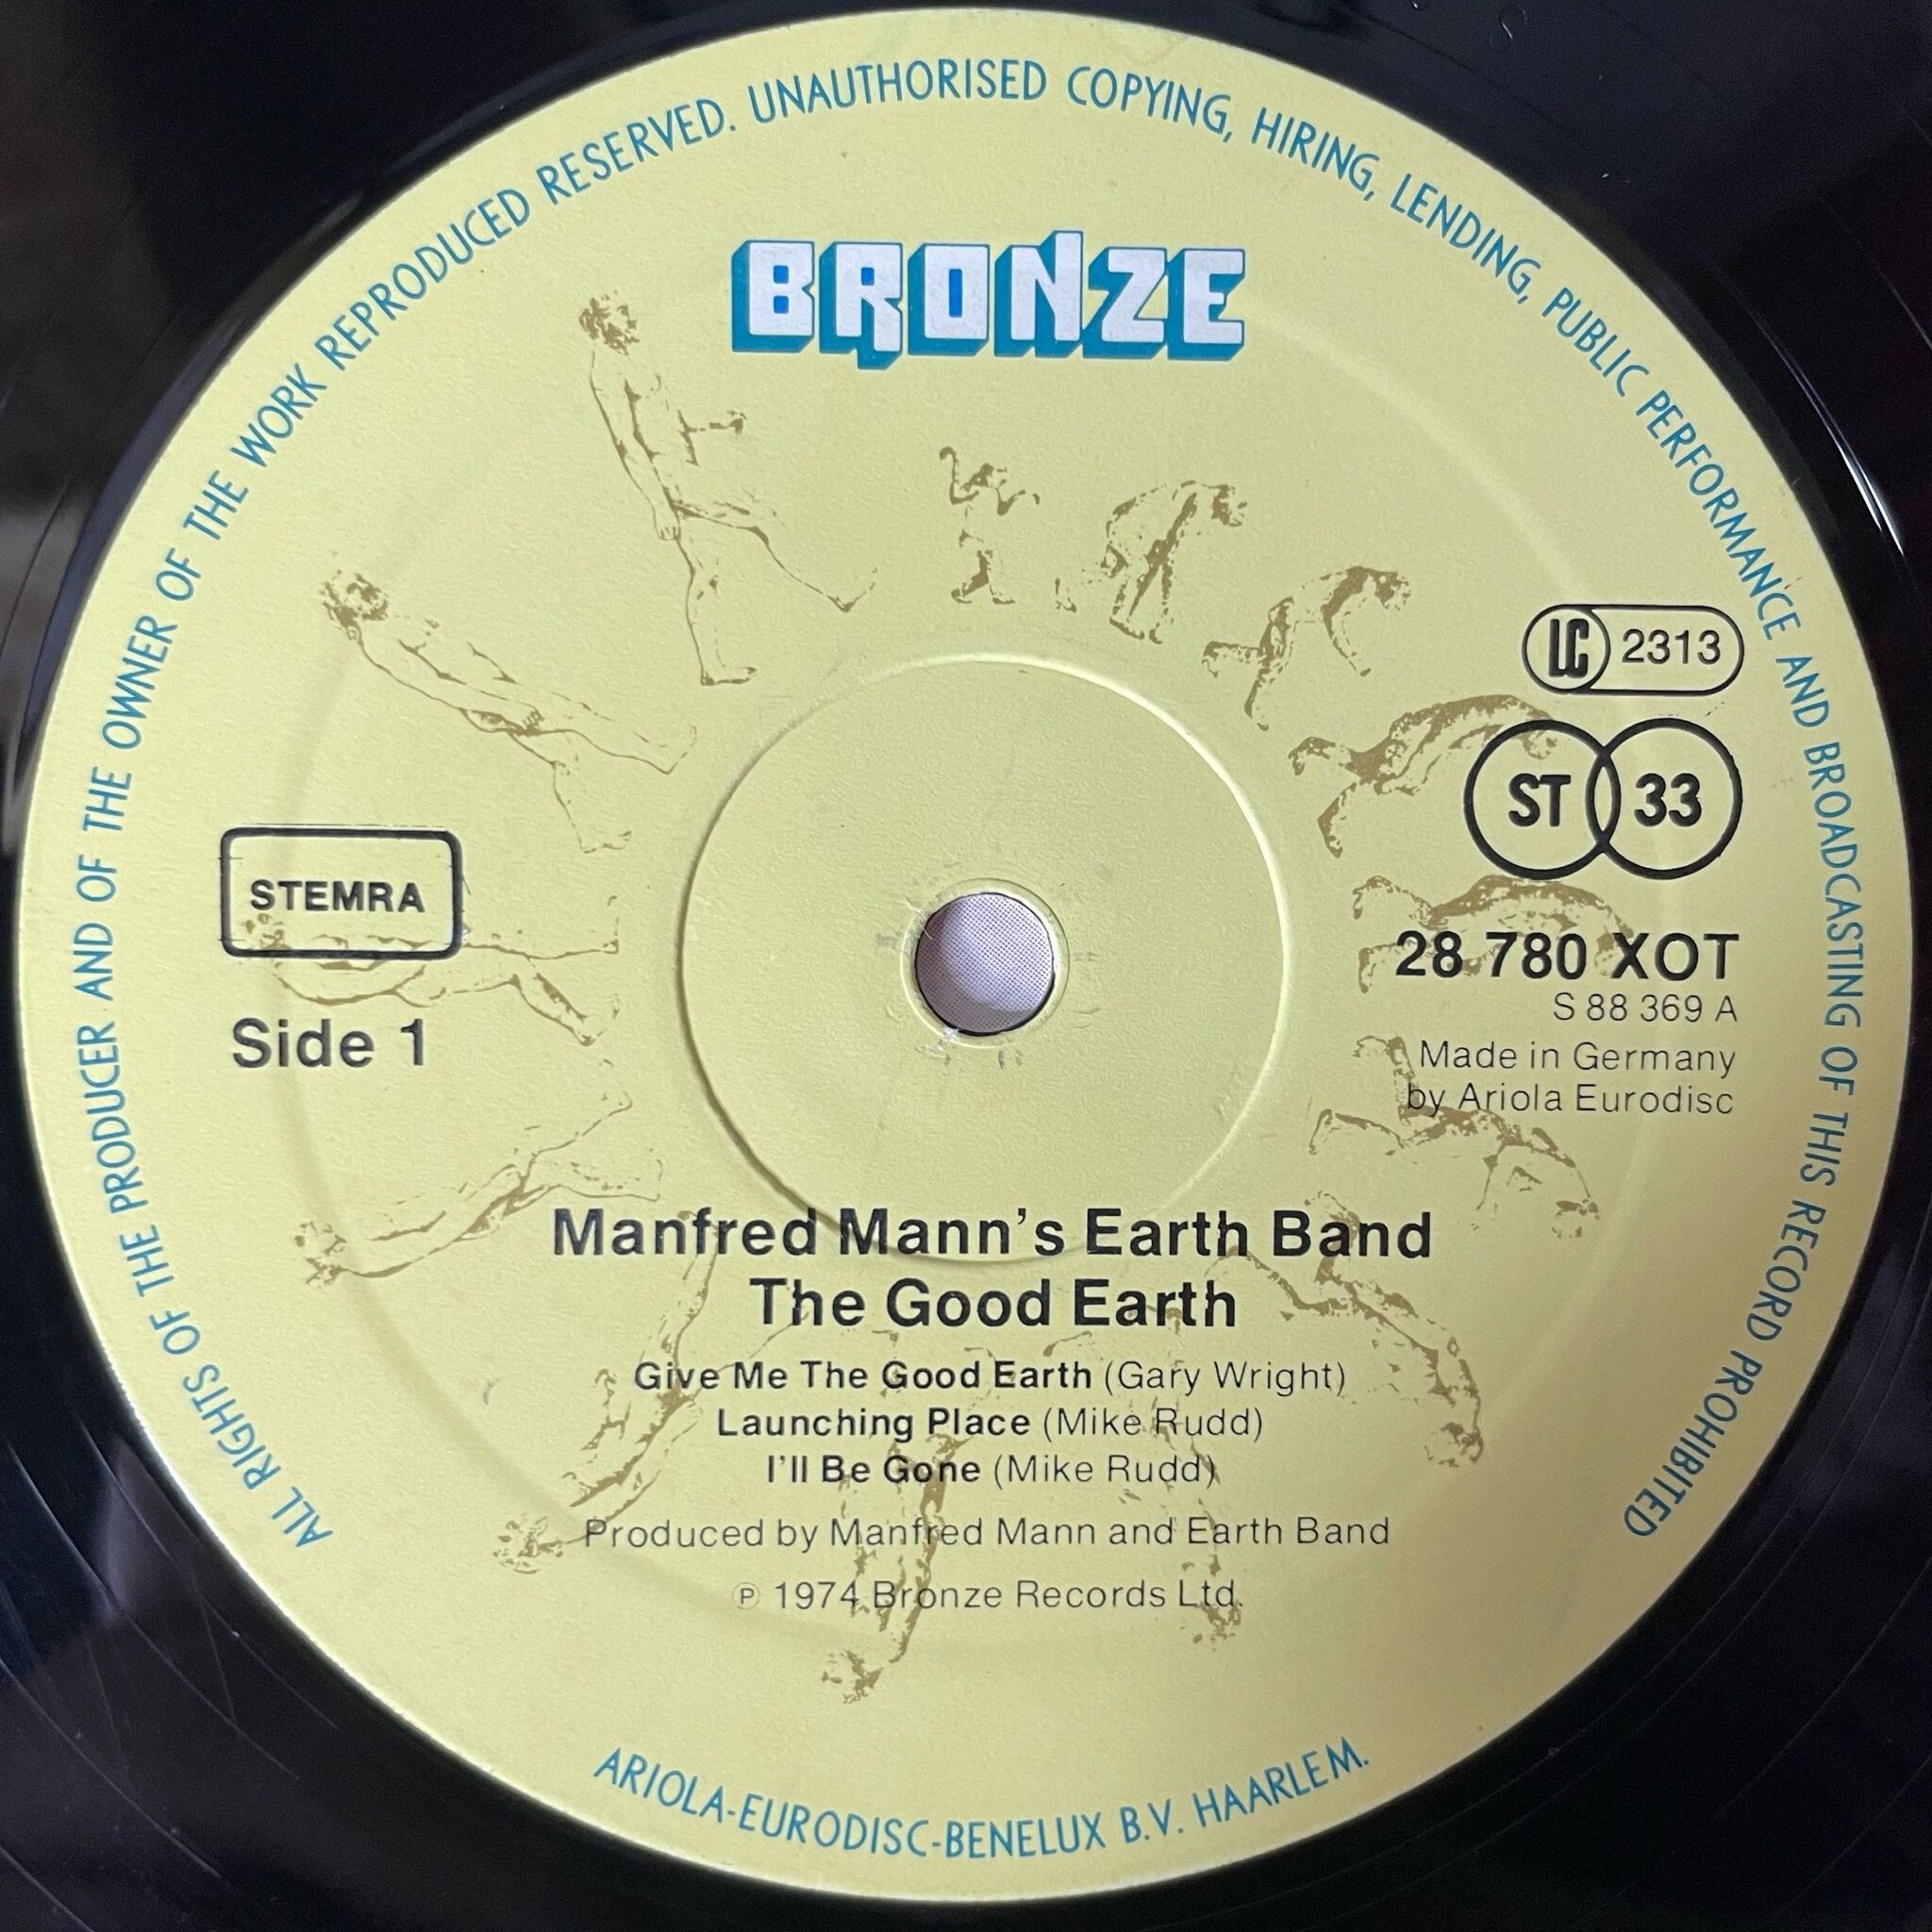 ALL RIGHTS OF THE PRODUCER AND OF THE OWNER OF THE WORK REPRODUCED RESERVED. UNAUTHORISED COPYING, HIRING, LENDING, PUBLIC PERFORMANCE AND BROADCASTING OF THIS RECORD PROHIBITED
BRONZE
LC 2313
ST 33
STEMRA
Side 1
28 780 XOT
S 88 369 A
Made in Germany
by Ariola Eurodisc
Manfred Mann's Earth Band
The Good Earth
Give Me The Good Earth (Gary Wright)
Launching Place (Mike Rudd)
I'll Be Gone (Mike Rudd)
Produced by Manfred Mann and Earth Band
℗ 1974 Bronze Records Ltd.
ARIOLA-EURODISC-BENELUX B.V. HAARLEM.